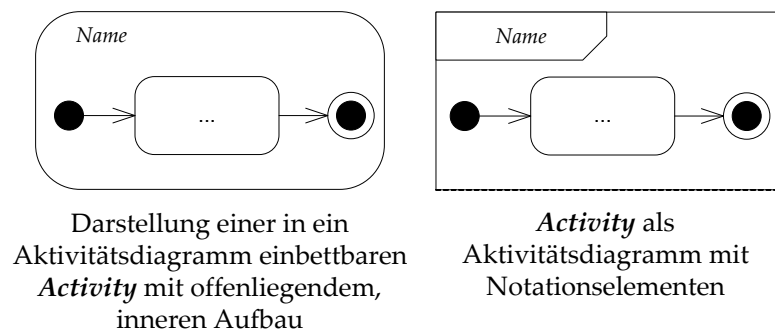 Name
...
Darstellung einer in ein
Aktivitätsdiagramm einbettbaren
Activity mit offenliegendem,
inneren Aufbau
Name
...
Activity als
Aktivitätsdiagramm mit
Notationselementen